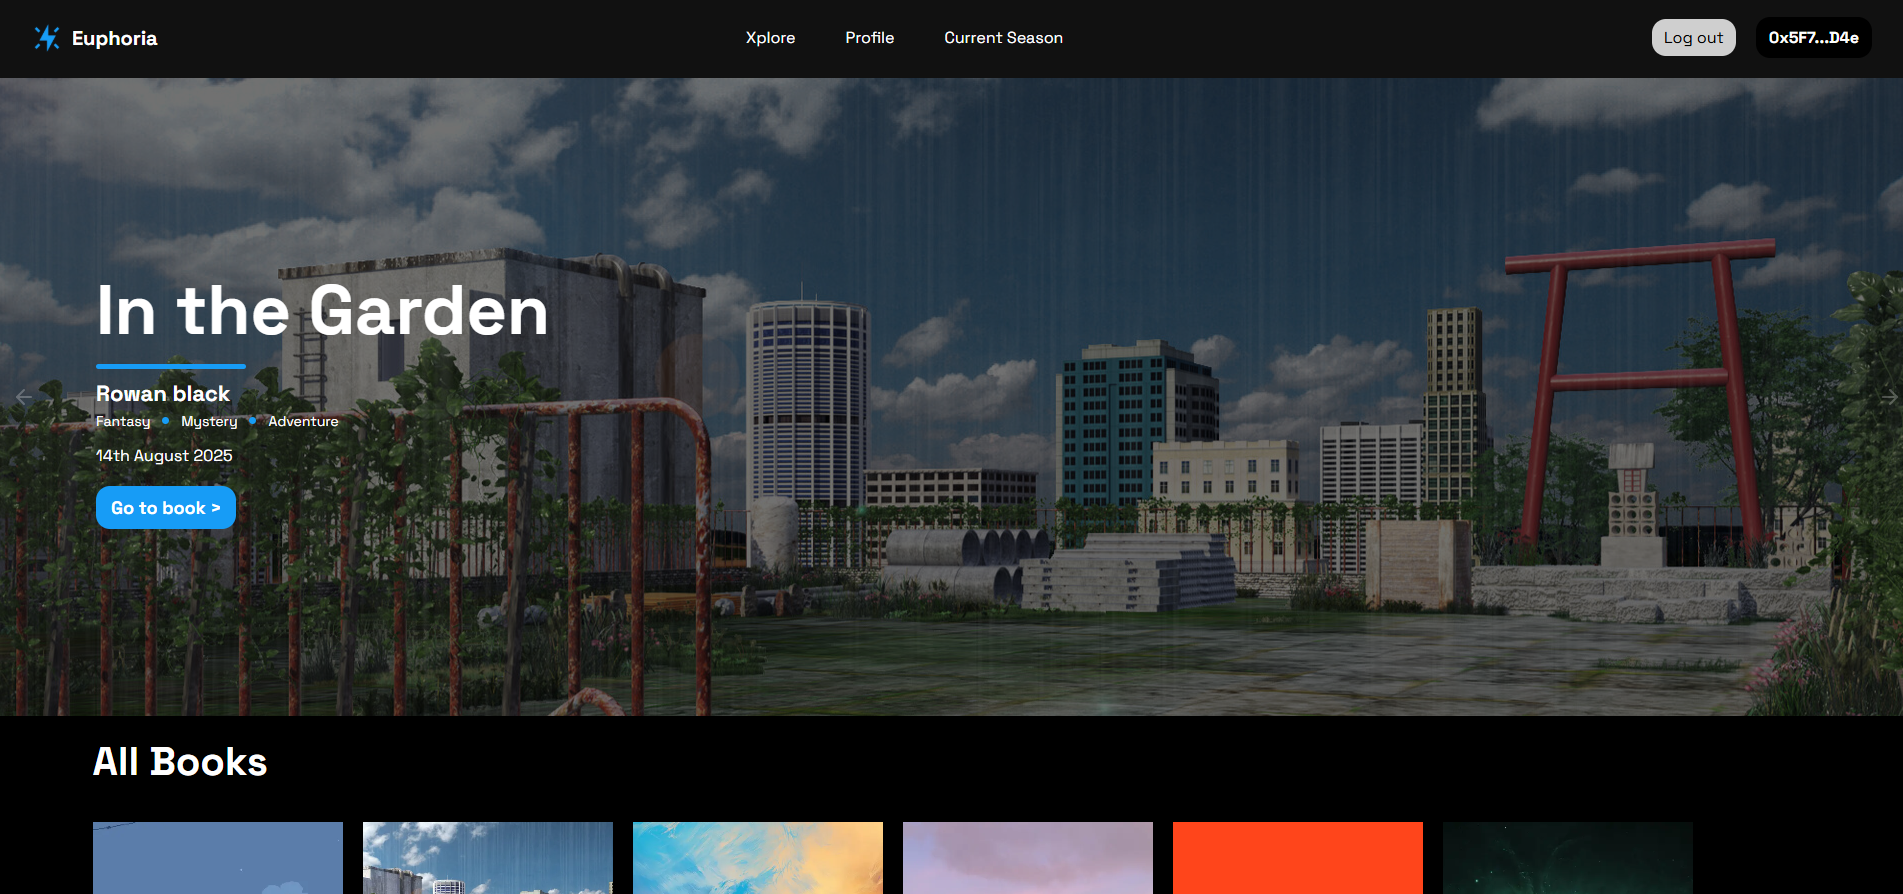 Euphoria
Xplore
Profile
Current Season
Log out
0x5F7...D4e
In the Garden
Rowan black
Fantasy Mystery Adventure
14th August 2025
Go to book >
All Books